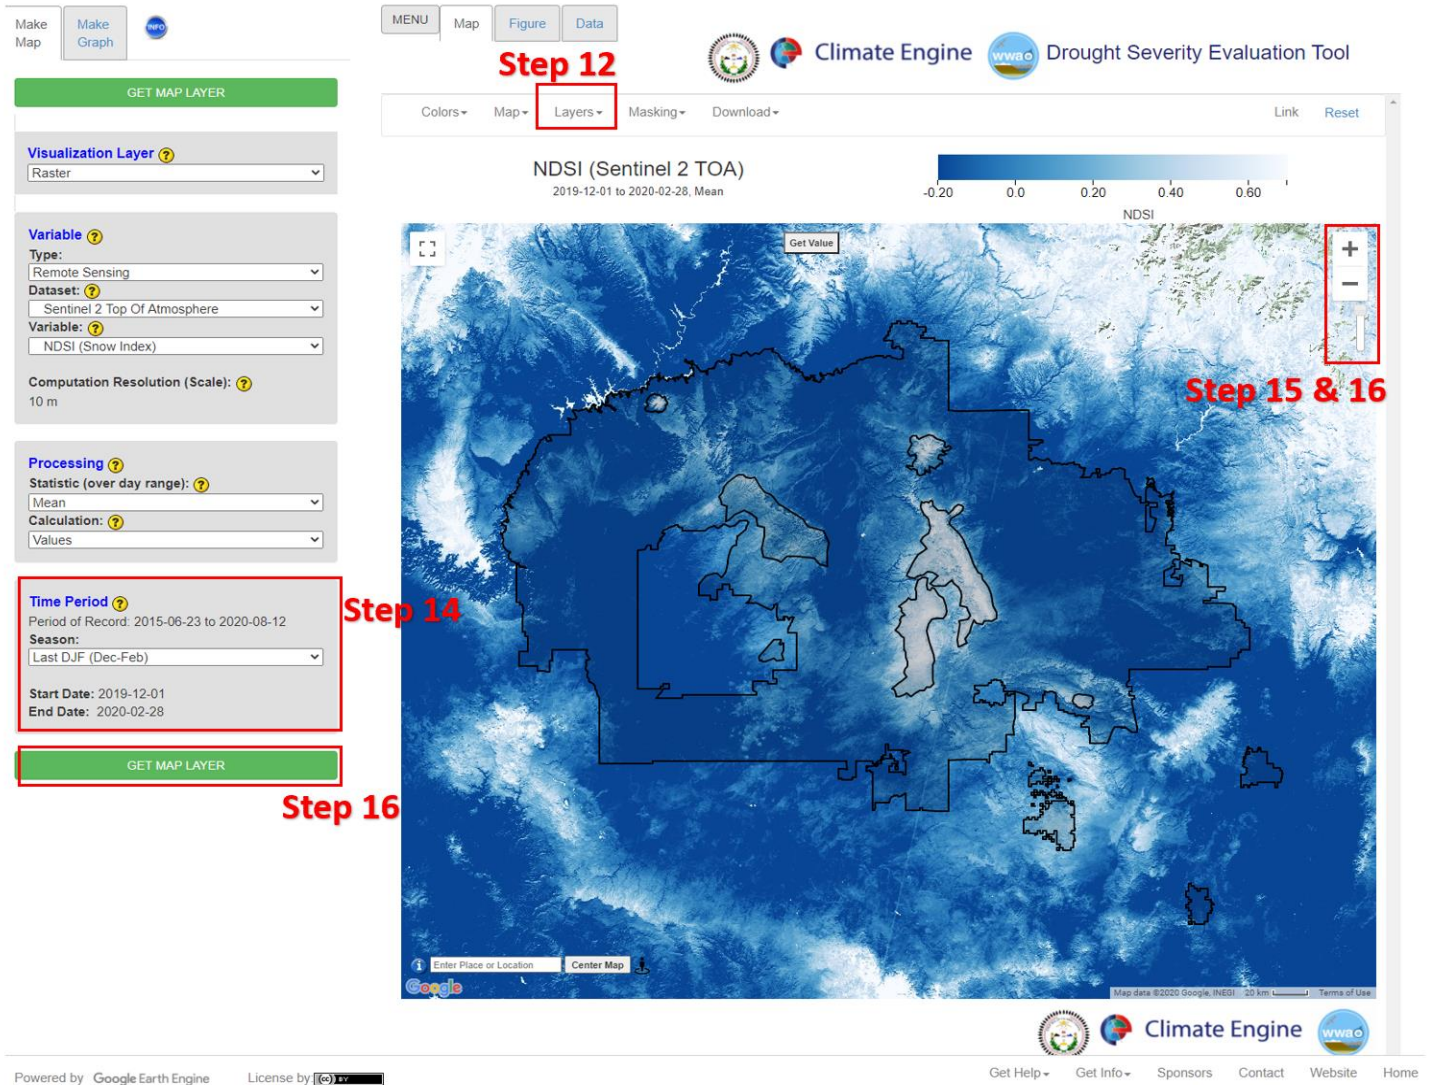 Make
Map
Make
Graph
INFO
GET MAP LAYER
Visualization Layer ?
Raster
Variable ?
Type:
Remote Sensing
Dataset: ?
Sentinel 2 Top Of Atmosphere
Variable: ?
NDSI (Snow Index)
Computation Resolution (Scale): ?
10 m
Processing ?
Statistic (over day range): ?
Mean
Calculation: ?
Values
Time Period ?
Period of Record: 2015-06-23 to 2020-08-12
Season:
Last DJF (Dec-Feb)
Start Date: 2019-12-01
End Date: 2020-02-28
Step 14
GET MAP LAYER
Step 16
MENU Map Figure Data
Step 12
Climate Engine wwao Drought Severity Evaluation Tool
Colors Map Layers Masking Download Link Reset
NDSI (Sentinel 2 TOA)
2019-12-01 to 2020-02-28, Mean
-0.20 0.0 0.20 0.40 0.60
NDSI
Get Value
+
−
Step 15 & 16
Enter Place or Location Center Map
Google
Map data ©2020 Google, INEGI 20 km Terms of Use
Climate Engine wwao
Powered by Google Earth Engine License by: (cc) BY
Get Help Get Info Sponsors Contact Website Home